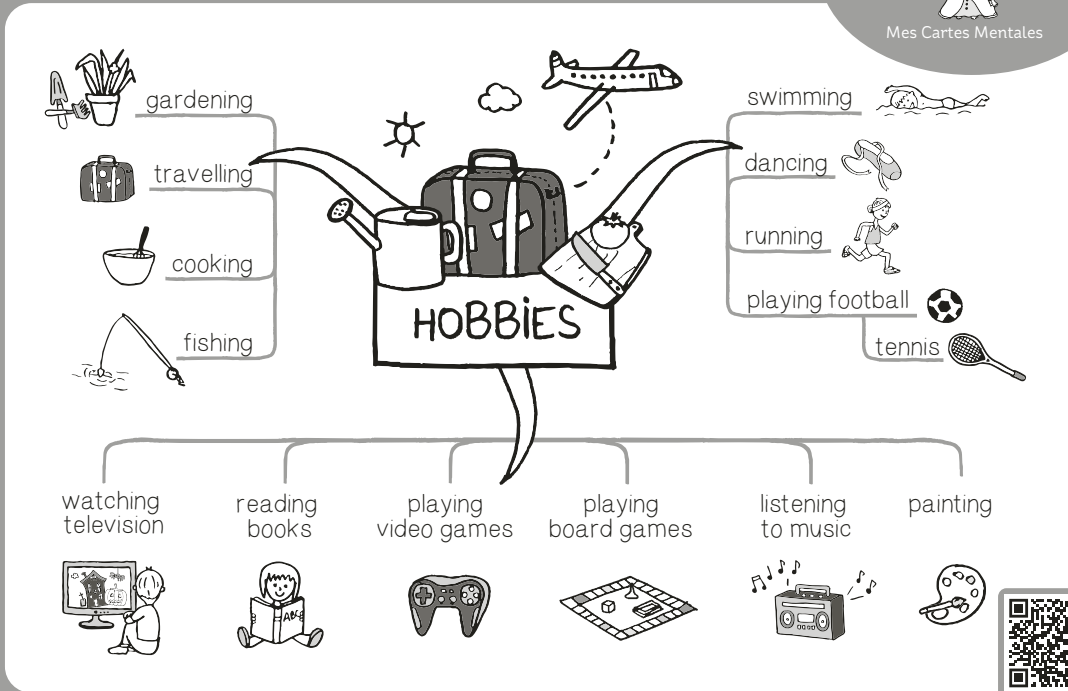 Mes Cartes Mentales
gardening
travelling
cooking
fishing
HOBBiES
swimming
dancing
running
playing football
tennis
watching
television
reading
books
playing
video games
playing
board games
listening
to music
painting
ABC